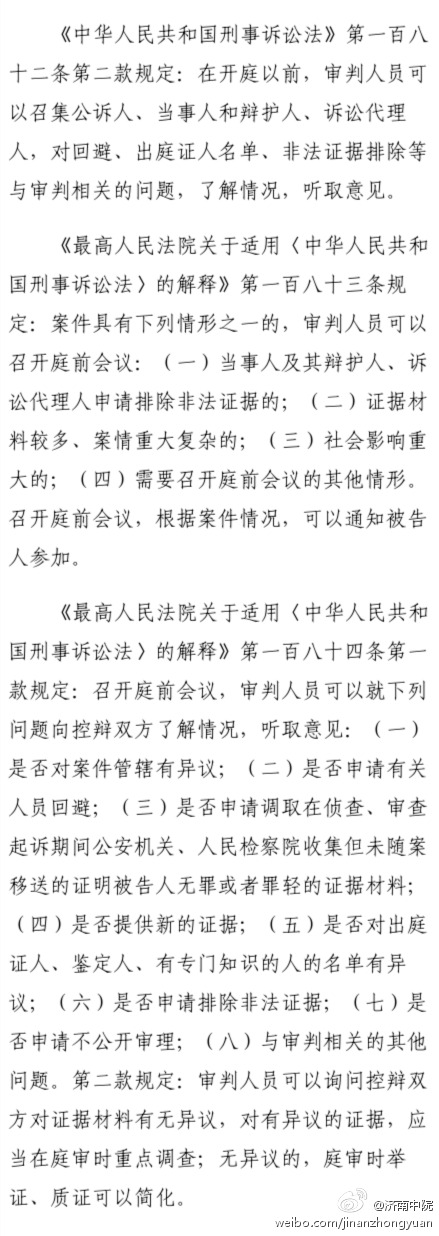 《中华人民共和国刑事诉讼法》第一百八
十二条第二款规定：在开庭以前，审判人员可
以召集公诉人、当事人和辩护人、诉讼代理
人，对回避、出庭证人名单、非法证据排除等
与审判相关的问题，了解情况，听取意见。
《最高人民法院关于适用〈中华人民共和
国刑事诉讼法〉的解释》第一百八十三条规
定：案件具有下列情形之一的，审判人员可以
召开庭前会议：（一）当事人及其辩护人、诉
讼代理人申请排除非法证据的；（二）证据材
料较多、案情重大复杂的；（三）社会影响重
大的；（四）需要召开庭前会议的其他情形。
召开庭前会议，根据案件情况，可以通知被告
人参加。
《最高人民法院关于适用〈中华人民共和
国刑事诉讼法〉的解释》第一百八十四条第一
款规定：召开庭前会议，审判人员可以就下列
问题向控辩双方了解情况，听取意见：（一）
是否对案件管辖有异议；（二）是否申请有关
人员回避；（三）是否申请调取在侦查、审查
起诉期间公安机关、人民检察院收集但未随案
移送的证明被告人无罪或者罪轻的证据材料；
（四）是否提供新的证据；（五）是否对出庭
证人、鉴定人、有专门知识的人的名单有异
议；（六）是否申请排除非法证据；（七）是
否申请不公开审理；（八）与审判相关的其他
问题。第二款规定：审判人员可以询问控辩双
方对证据材料有无异议，对有异议的证据，应
当在庭审时重点调查；无异议的，庭审时举
证、质证可以简化。
@济南中院
weibo.com/jinanzhongyuan